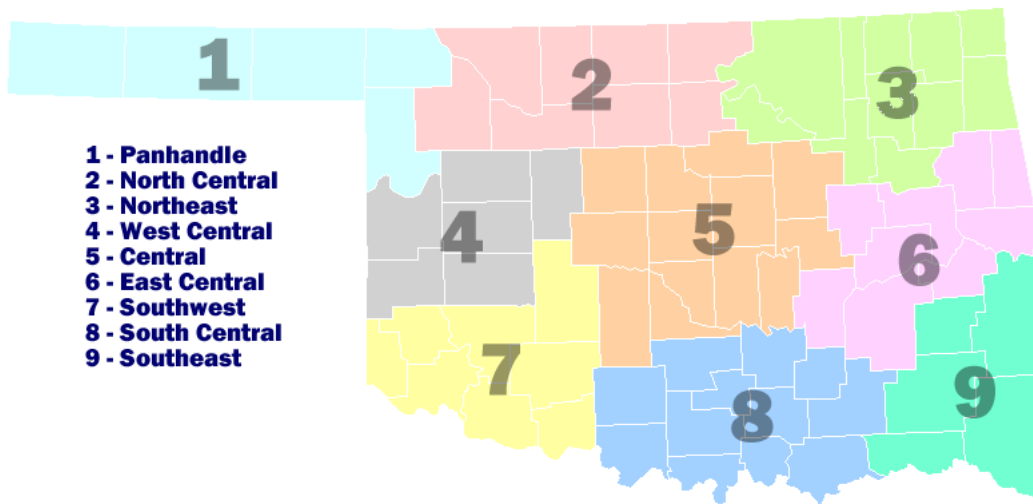 1
2
3
1 - Panhandle
2 - North Central
3 - Northeast
4 - West Central
5 - Central
6 - East Central
7 - Southwest
8 - South Central
9 - Southeast
4
5
6
7
8
9